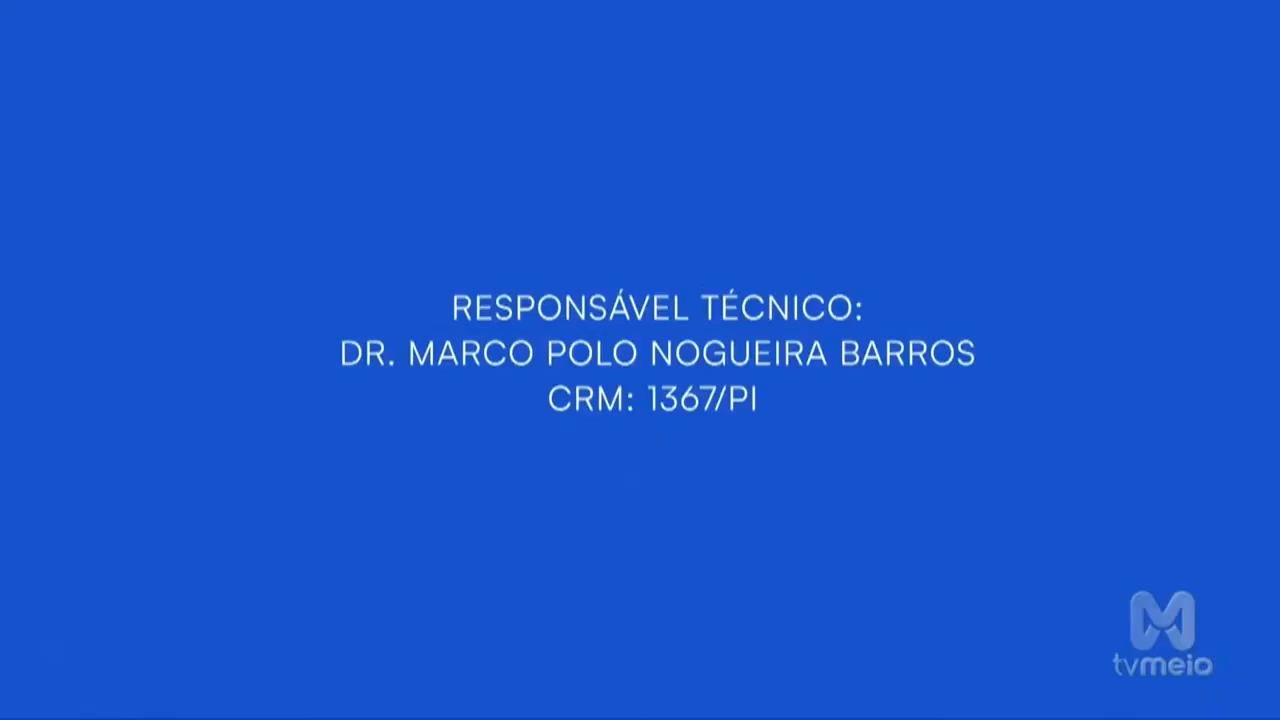 RESPONSÁVEL TÉCNICO:
DR. MARCO POLO NOGUEIRA BARROS
CRM: 1367/PI
tvmeio